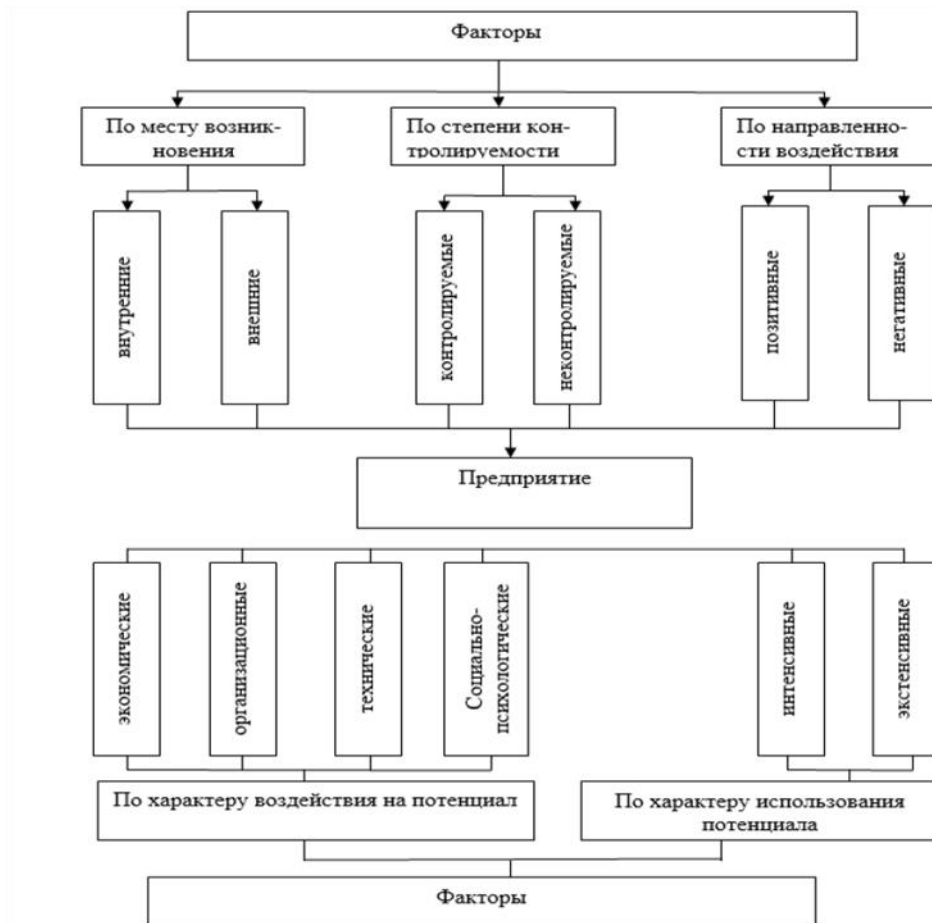 Факторы
По месту возник-
новения
По степени кон-
тролируемости
По направленно-
сти воздействия
внутренние
внешние
контролируемые
неконтролируемые
позитивные
негативные
Предприятие
экономические
организационные
технические
Социально-
психологические
интенсивные
экстенсивные
По характеру воздействия на потенциал
По характеру использования
потенциала
Факторы